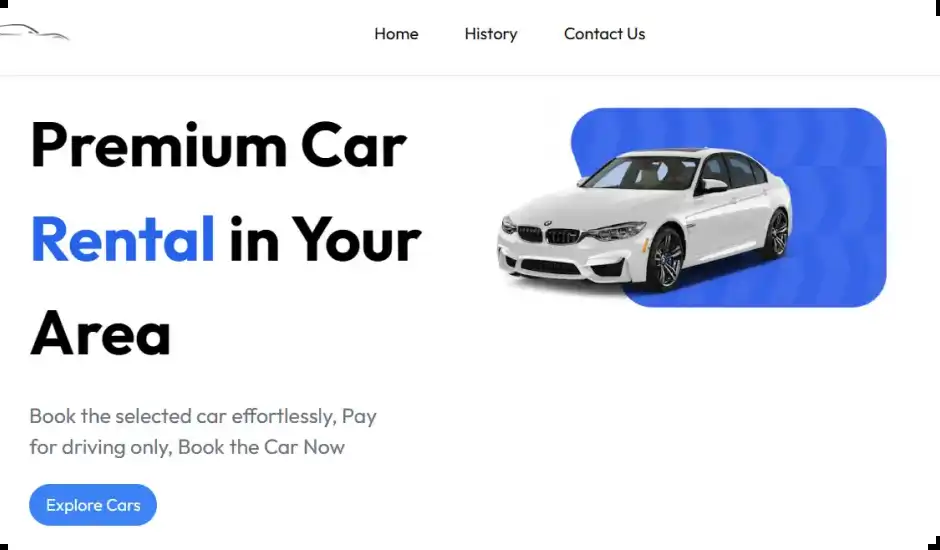 Home History Contact Us
Premium Car
Rental in Your
Area
Book the selected car effortlessly, Pay
for driving only, Book the Car Now
Explore Cars